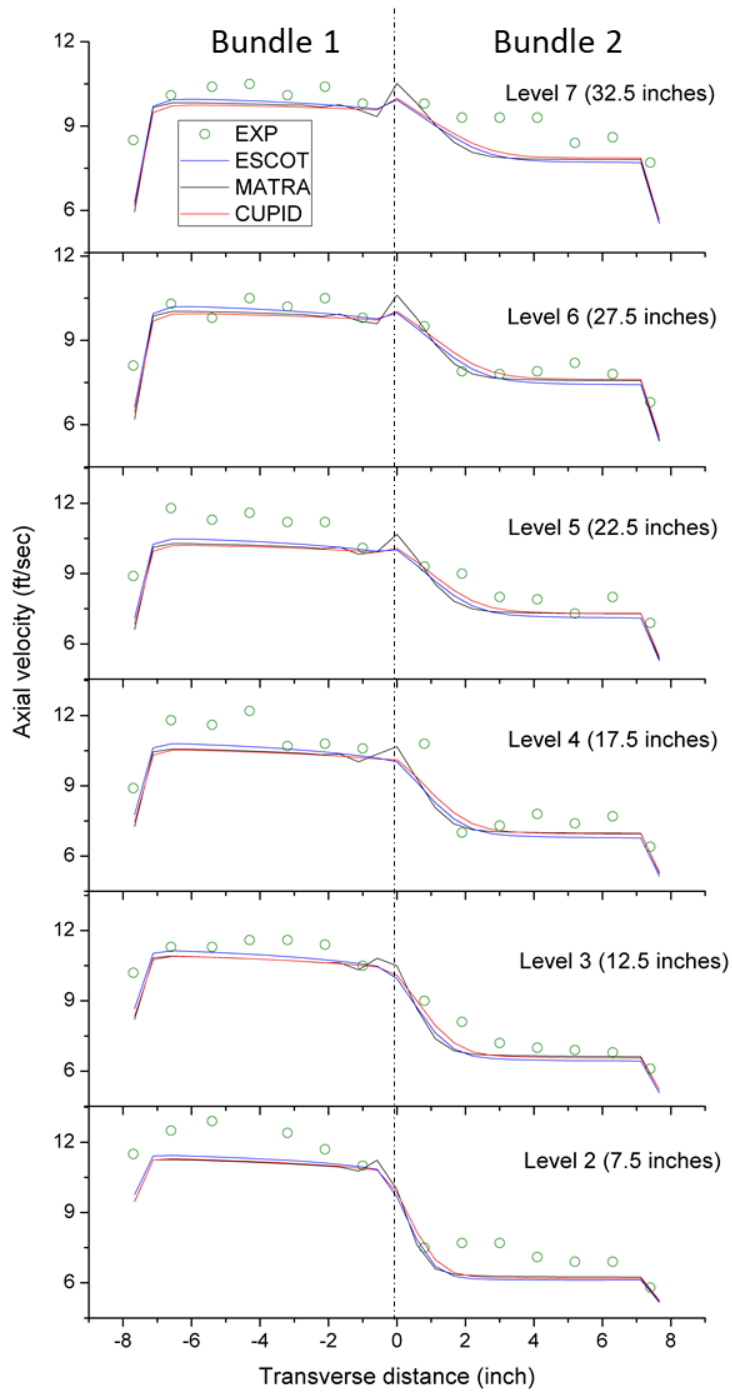 Bundle 1 Bundle 2
12
9
6
Level 7 (32.5 inches)
EXP
ESCOT
MATRA
CUPID
12
9
6
Level 6 (27.5 inches)
12
9
6
Level 5 (22.5 inches)
Axial velocity (ft/sec)
12
9
6
Level 4 (17.5 inches)
12
9
6
Level 3 (12.5 inches)
12
9
6
Level 2 (7.5 inches)
-8 -6 -4 -2 0 2 4 6 8
Transverse distance (inch)